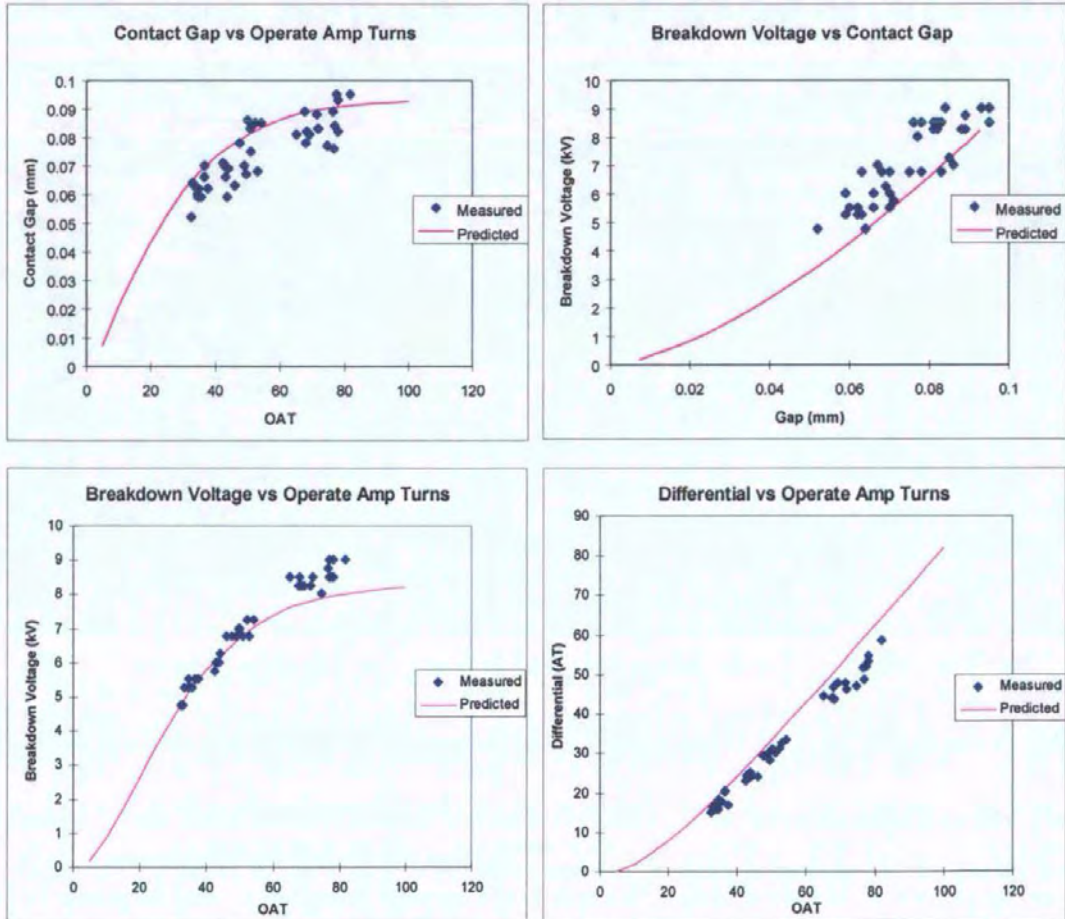 Contact Gap vs Operate Amp Turns
Contact Gap (mm)
0.1
0.09
0.08
0.07
0.06
0.05
0.04
0.03
0.02
0.01
0
0 20 40 60 80 100 120
OAT
Measured
Predicted
Breakdown Voltage vs Contact Gap
Breakdown Voltage (kV)
10
9
8
7
6
5
4
3
2
1
0
0 0.02 0.04 0.06 0.08 0.1
Gap (mm)
Measured
Predicted
Breakdown Voltage vs Operate Amp Turns
Breakdown Voltage (kV)
10
9
8
7
6
5
4
3
2
1
0
0 20 40 60 80 100 120
OAT
Measured
Predicted
Differential vs Operate Amp Turns
Differential (AT)
90
80
70
60
50
40
30
20
10
0
0 20 40 60 80 100 120
OAT
Measured
Predicted